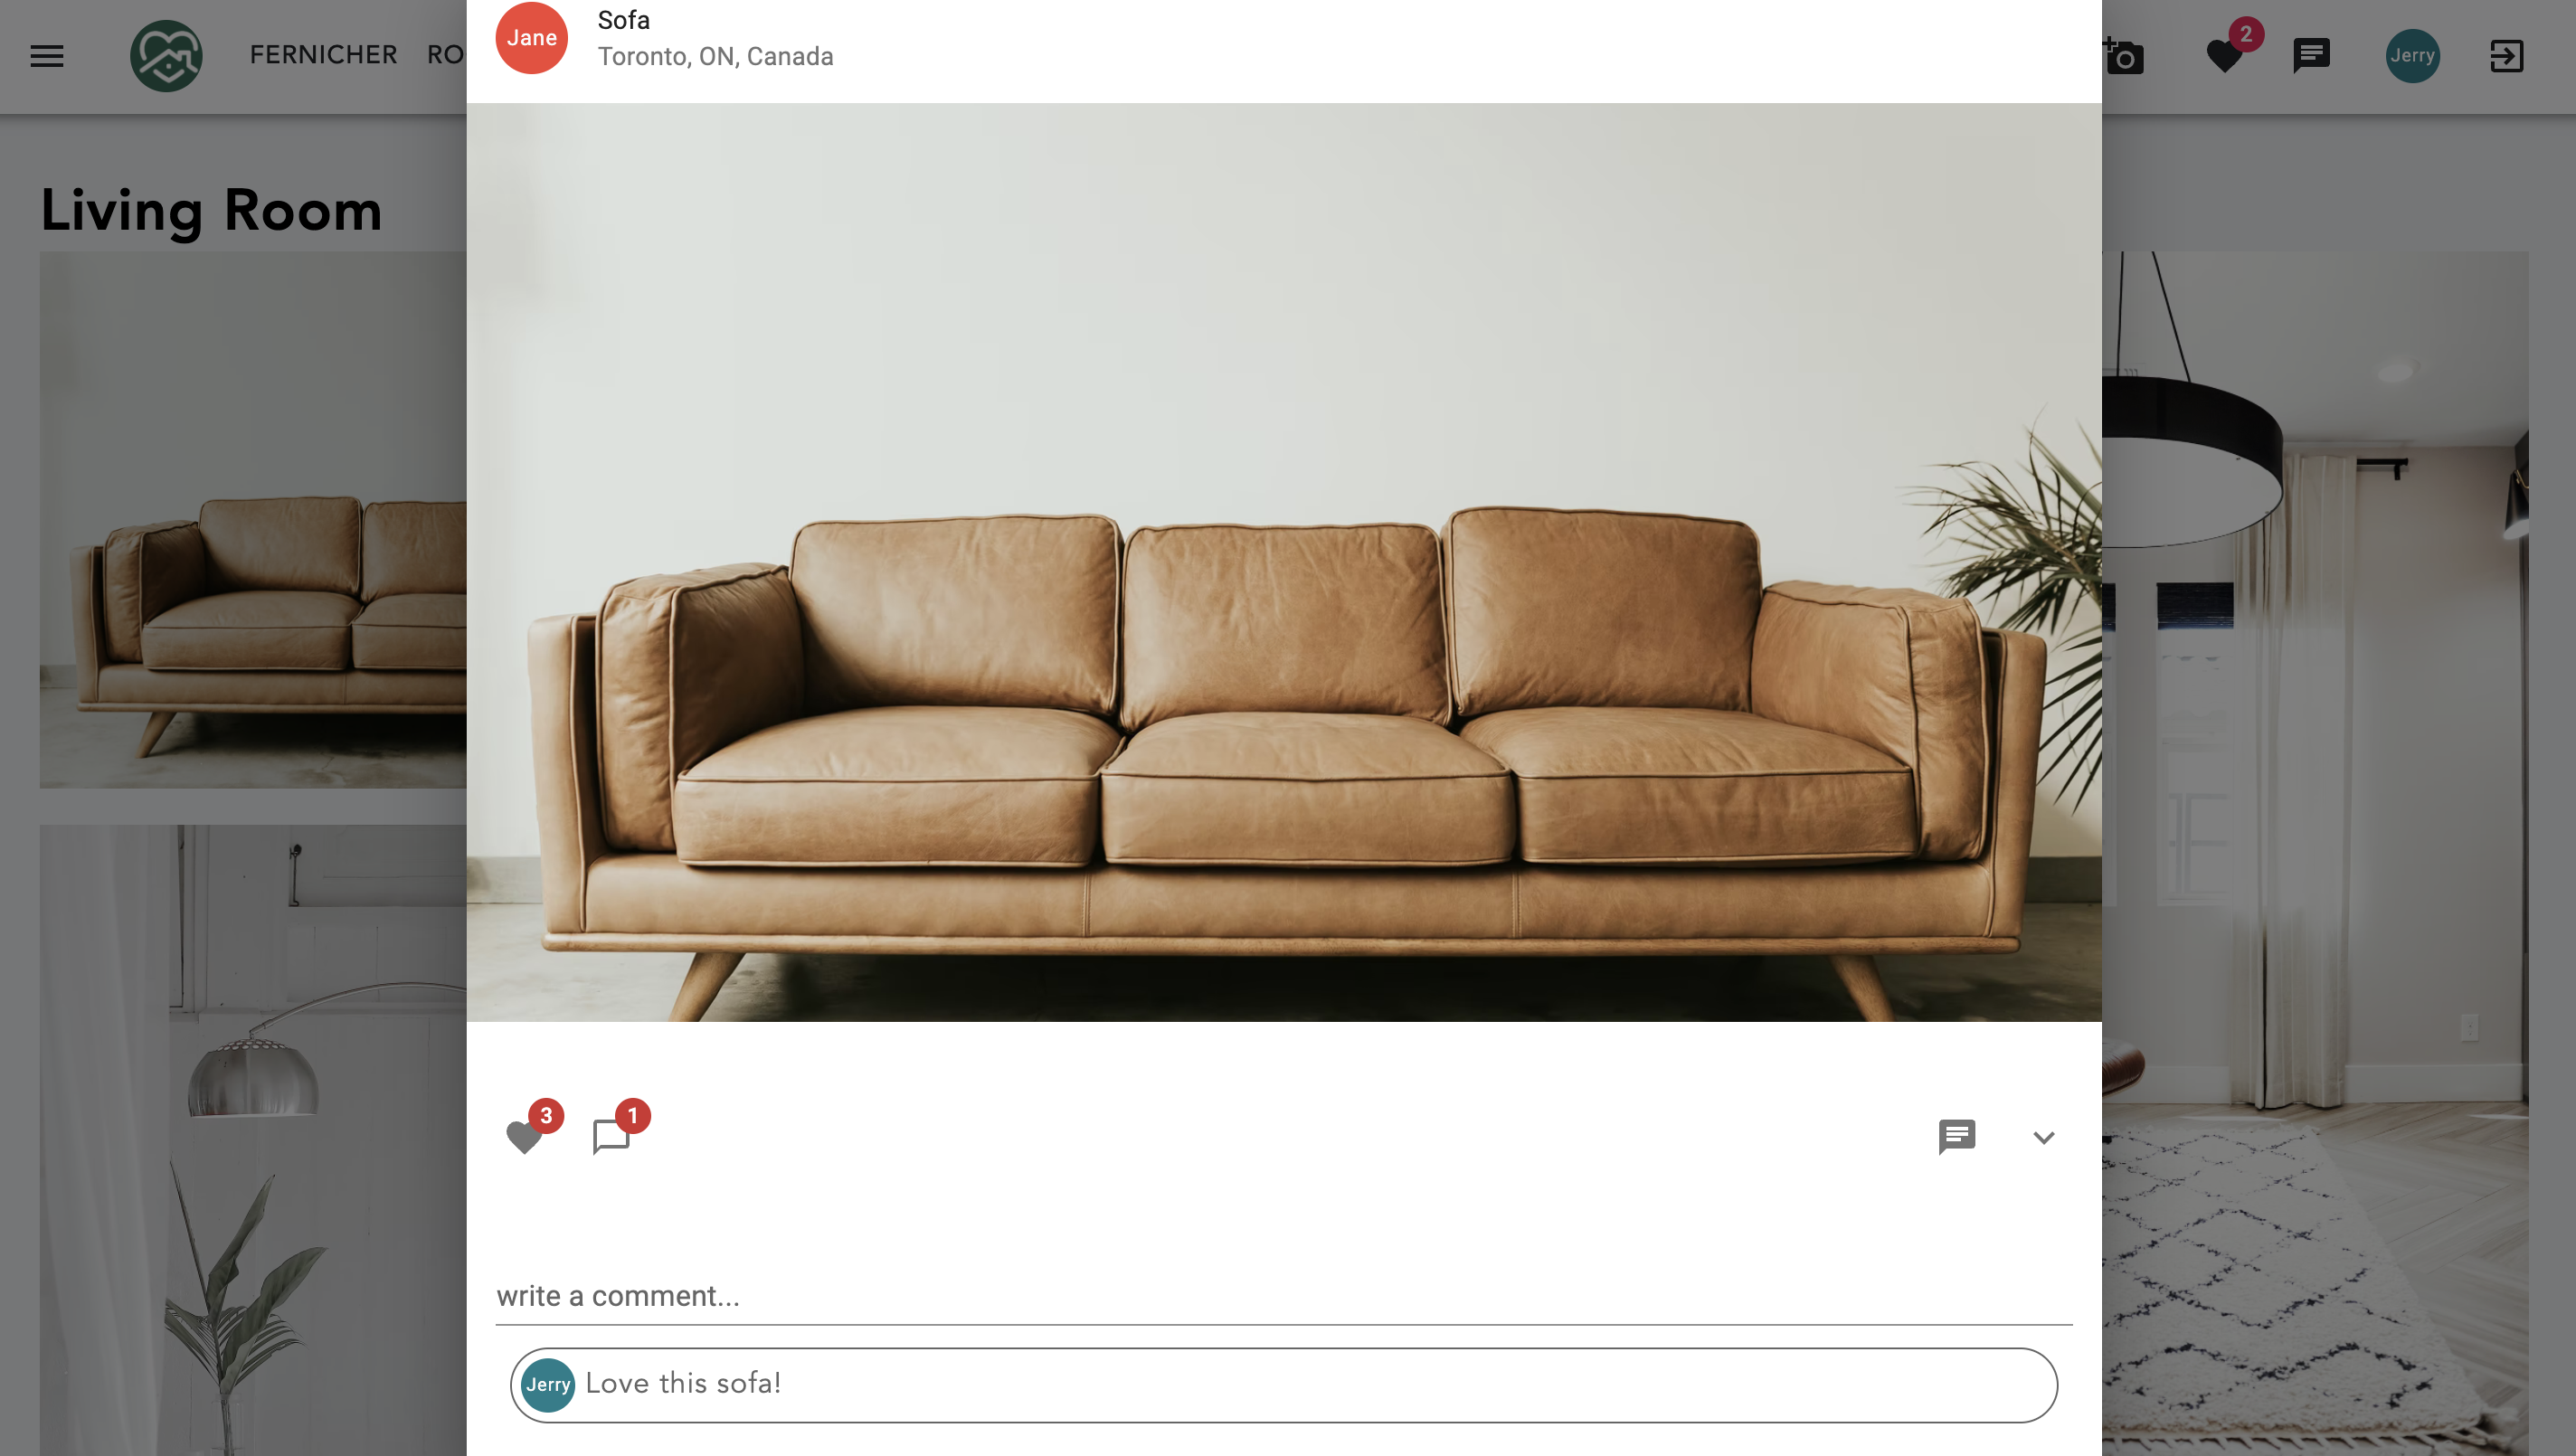 FERNICHER RO
2
Jerry
Living Room
Jane
Sofa
Toronto, ON, Canada
3
1
write a comment...
Jerry
Love this sofa!